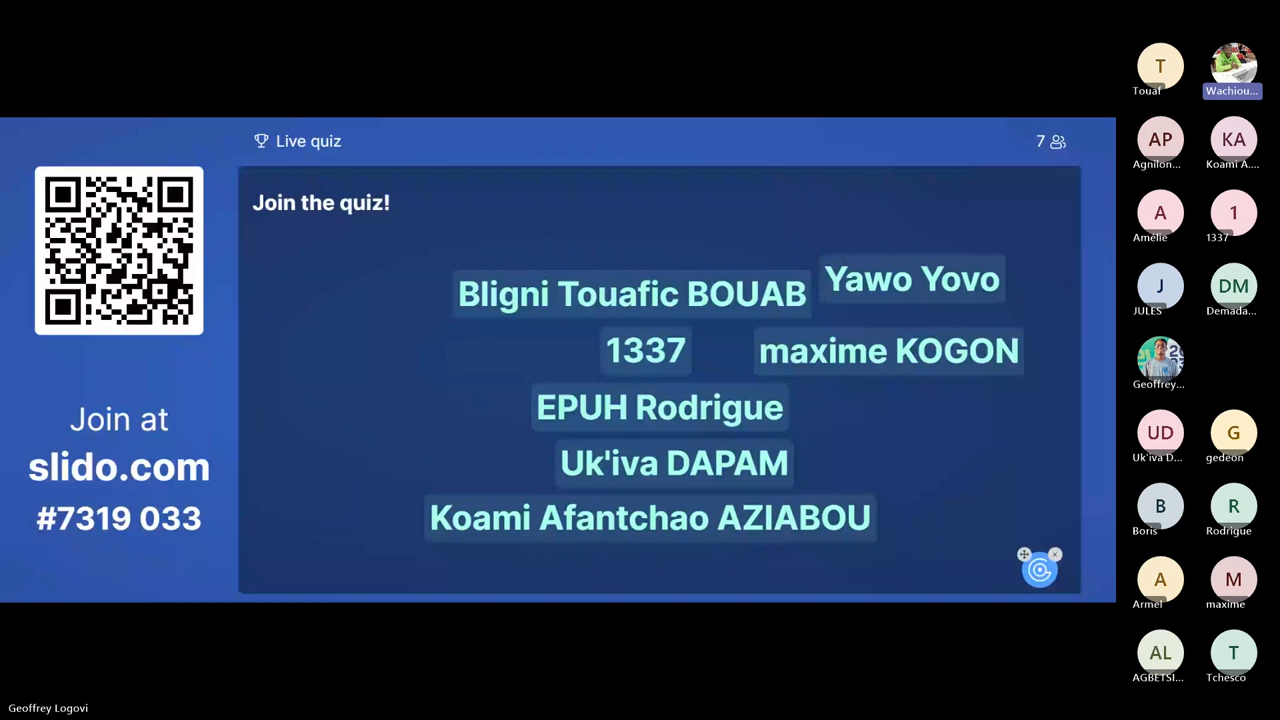 Live quiz
7
Join the quiz!
Bligni Touafic BOUAB
Yawo Yovo
1337
maxime KOGON
EPUH Rodrigue
Uk'iva DAPAM
Koami Afantchao AZIABOU
Join at
slido.com
#7319 033
T
Touaf
Wachiou...
AP
Agnilon...
KA
Koami A....
A
Amélie
1
1337
J
JULES
DM
Demada...
Geoffrey...
UD
Uk'iva D...
G
gedeon
B
Boris
R
Rodrigue
A
Armel
M
maxime
AL
AGBETSI...
T
Tchesco
Geoffrey Logovi